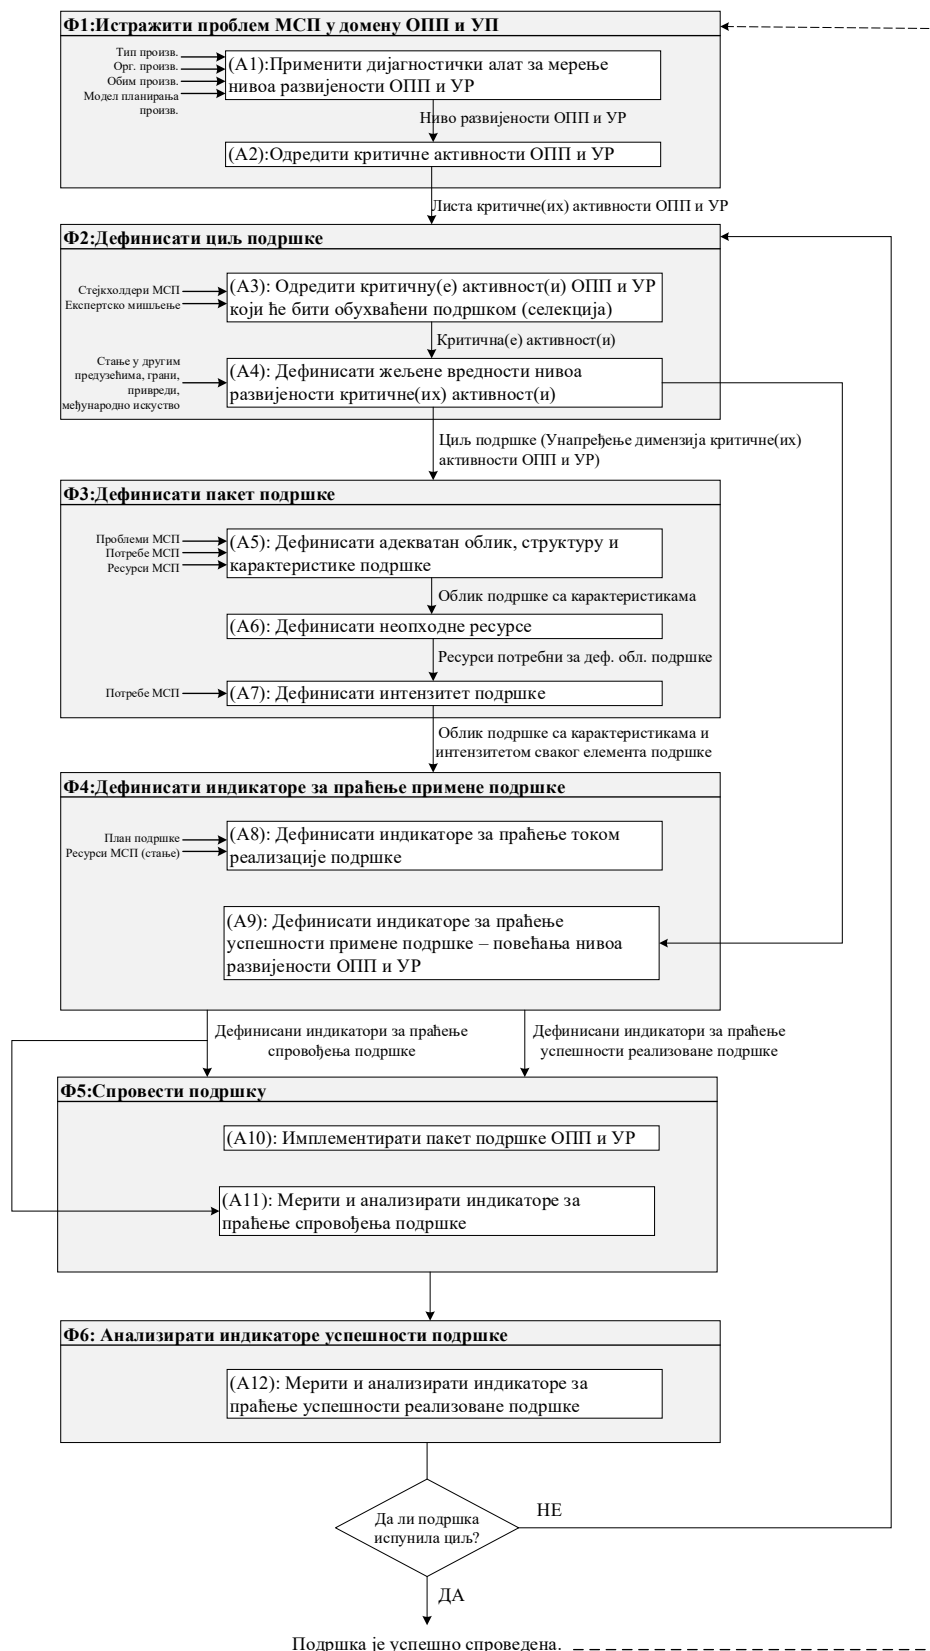 Ф1:Истражити проблем МСП у домену ОПП и УП
Тип произв.
Орг. произв.
Обим произв.
Модел планирања
произв.
(А1):Применити дијагностички алат за мерење
нивоа развијености ОПП и УР
Ниво развијености ОПП и УР
(А2):Одредити критичне активности ОПП и УР
Листа критичне(их) активности ОПП и УР
Ф2:Дефинисати циљ подршке
Стејкхолдери МСП
Експертско мишљење
(А3): Одредити критичну(е) активност(и) ОПП и УР
који ће бити обухваћени подршком (селекција)
Критична(е) активност(и)
Стање у другим
предузећима, грани,
привреди,
међународно искуство
(А4): Дефинисати жељене вредности нивоа
развијености критичне(их) активност(и)
Циљ подршке (Унапређење димензија критичне(их)
активности ОПП и УР)
Ф3:Дефинисати пакет подршке
Проблеми МСП
Потребе МСП
Ресурси МСП
(А5): Дефинисати адекватан облик, структуру и
карактеристике подршке
Облик подршке са карактеристикама
(А6): Дефинисати неопходне ресурсе
Ресурси потребни за деф. обл. подршке
Потребе МСП
(А7): Дефинисати интензитет подршке
Облик подршке са карактеристикама и
интензитетом сваког елемента подршке
Ф4:Дефинисати индикаторе за праћење примене подршке
План подршке
Ресурси МСП (стање)
(А8): Дефинисати индикаторе за праћење током
реализације подршке
(А9): Дефинисати индикаторе за праћење
успешности примене подршке – повећања нивоа
развијености ОПП и УР
Дефинисани индикатори за праћење
спровођења подршке
Дефинисани индикатори за праћење
успешности реализоване подршке
Ф5:Спровести подршку
(А10): Имплементирати пакет подршке ОПП и УР
(А11): Мерити и анализирати индикаторе за
праћење спровођења подршке
Ф6: Анализирати индикаторе успешности подршке
(А12): Мерити и анализирати индикаторе за
праћење успешности реализоване подршке
Да ли подршка
испунила циљ?
НЕ
ДА
Подршка је успешно спроведена.